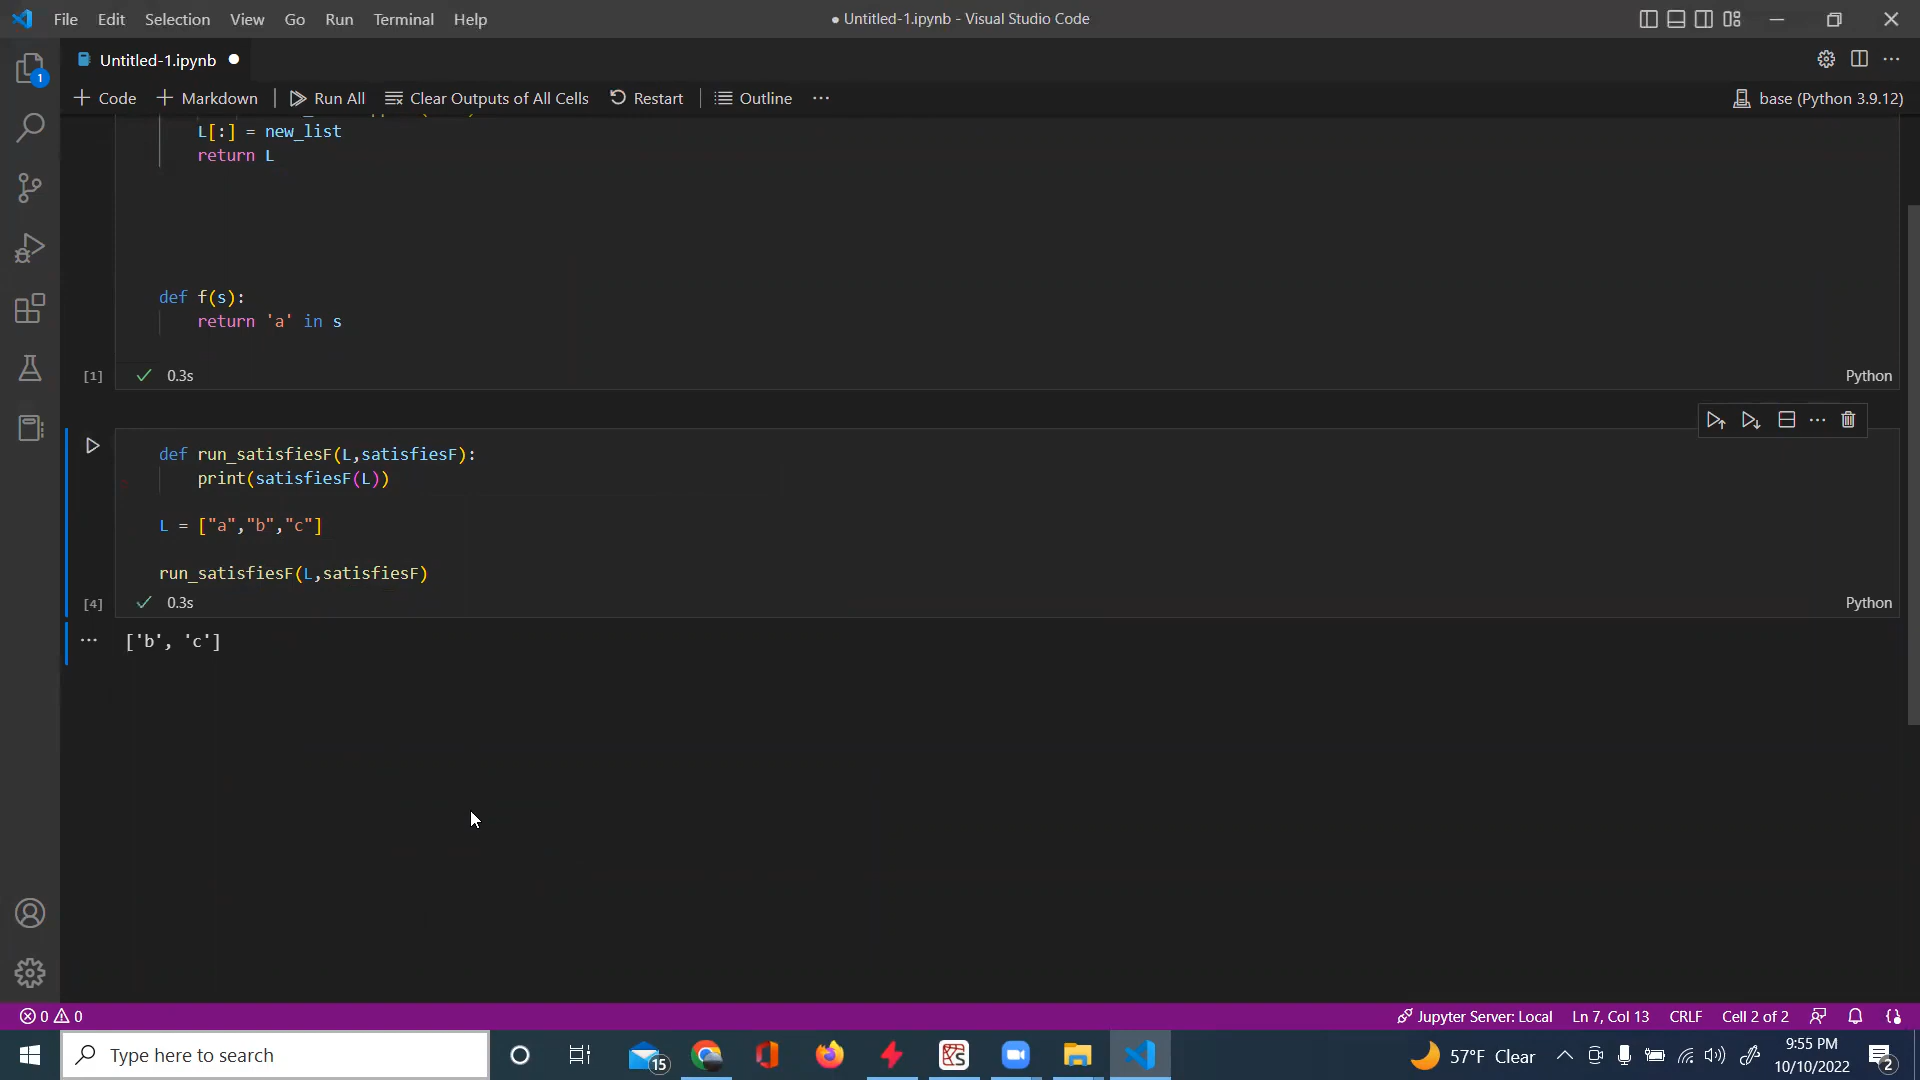 File Edit Selection View Go Run Terminal Help
● Untitled-1.ipynb - Visual Studio Code
Untitled-1.ipynb
Code Markdown Run All Clear Outputs of All Cells Restart Outline ...
base (Python 3.9.12)
1
L[:] = new_list
return L
def f(s):
return 'a' in s
[1] 0.3s Python
def run_satisfiesF(L,satisfiesF):
print(satisfiesF(L))
L = ["a","b","c"]
run_satisfiesF(L,satisfiesF)
[4] 0.3s Python
['b', 'c']
0 0
Jupyter Server: Local Ln 7, Col 13 CRLF Cell 2 of 2
Type here to search
15
57°F Clear
9:55 PM
10/10/2022
2